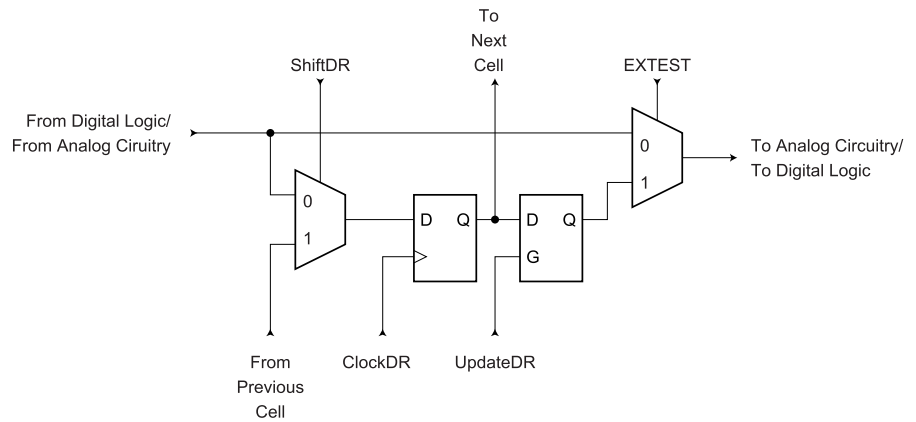 To
Next
Cell
ShiftDR
EXTEST
From Digital Logic/
From Analog Ciruitry
0
1
To Analog Circuitry/
To Digital Logic
0
1
D Q
D Q
G
From
Previous
Cell
ClockDR
UpdateDR